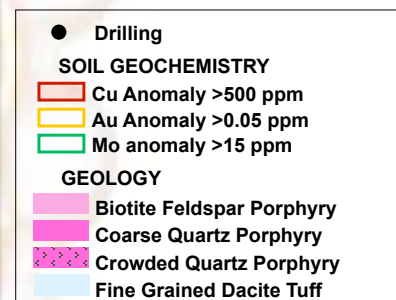 Drilling
SOIL GEOCHEMISTRY
Cu Anomaly >500 ppm
Au Anomaly >0.05 ppm
Mo anomaly >15 ppm
GEOLOGY
Biotite Feldspar Porphyry
Coarse Quartz Porphyry
Crowded Quartz Porphyry
Fine Grained Dacite Tuff